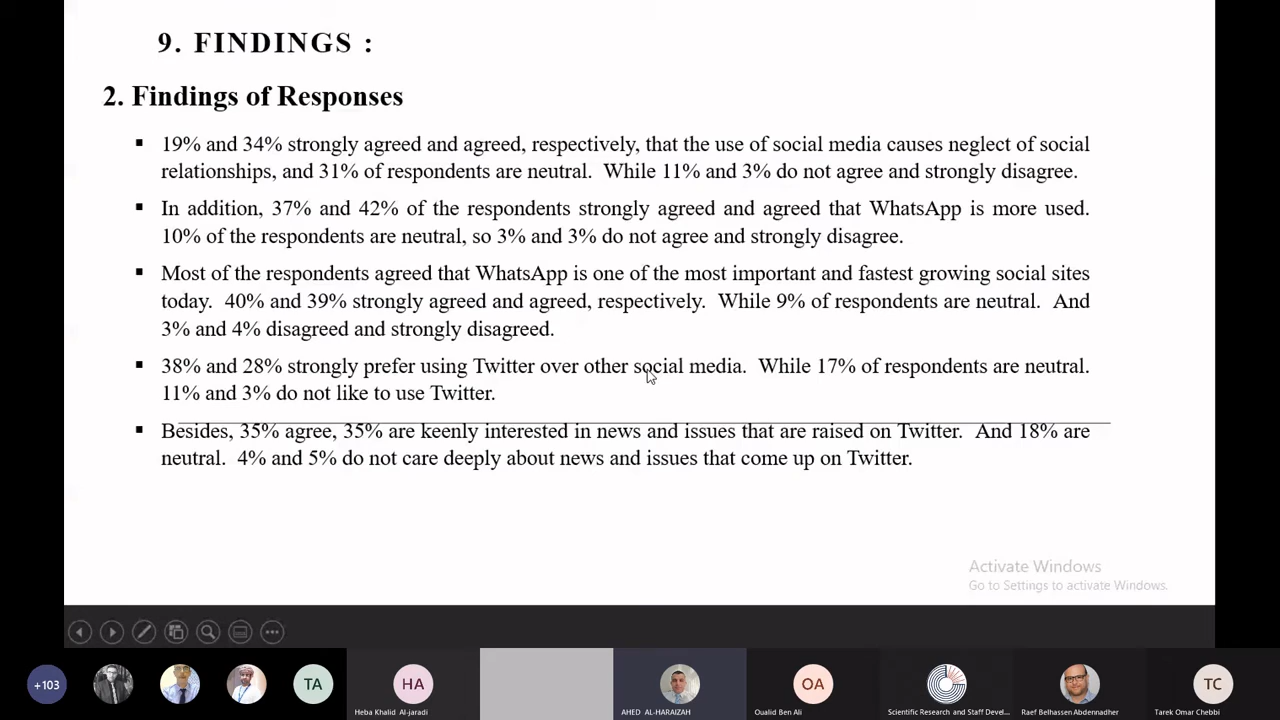 9. FINDINGS :
2. Findings of Responses
▪ 19% and 34% strongly agreed and agreed, respectively, that the use of social media causes neglect of social
relationships, and 31% of respondents are neutral. While 11% and 3% do not agree and strongly disagree.
▪ In addition, 37% and 42% of the respondents strongly agreed and agreed that WhatsApp is more used.
10% of the respondents are neutral, so 3% and 3% do not agree and strongly disagree.
▪ Most of the respondents agreed that WhatsApp is one of the most important and fastest growing social sites
today. 40% and 39% strongly agreed and agreed, respectively. While 9% of respondents are neutral. And
3% and 4% disagreed and strongly disagreed.
▪ 38% and 28% strongly prefer using Twitter over other social media. While 17% of respondents are neutral.
11% and 3% do not like to use Twitter.
▪ Besides, 35% agree, 35% are keenly interested in news and issues that are raised on Twitter. And 18% are
neutral. 4% and 5% do not care deeply about news and issues that come up on Twitter.
Activate Windows
Go to Settings to activate Windows.
+103
TA
HA
OA
TC
Heba Khalid Al-jaradi
AHED AL-HARAIZAH
Oualid Ben Ali
Scientific Research and Staff Devel...
Raef Belhassen Abdennadher
Tarek Omar Chebbi